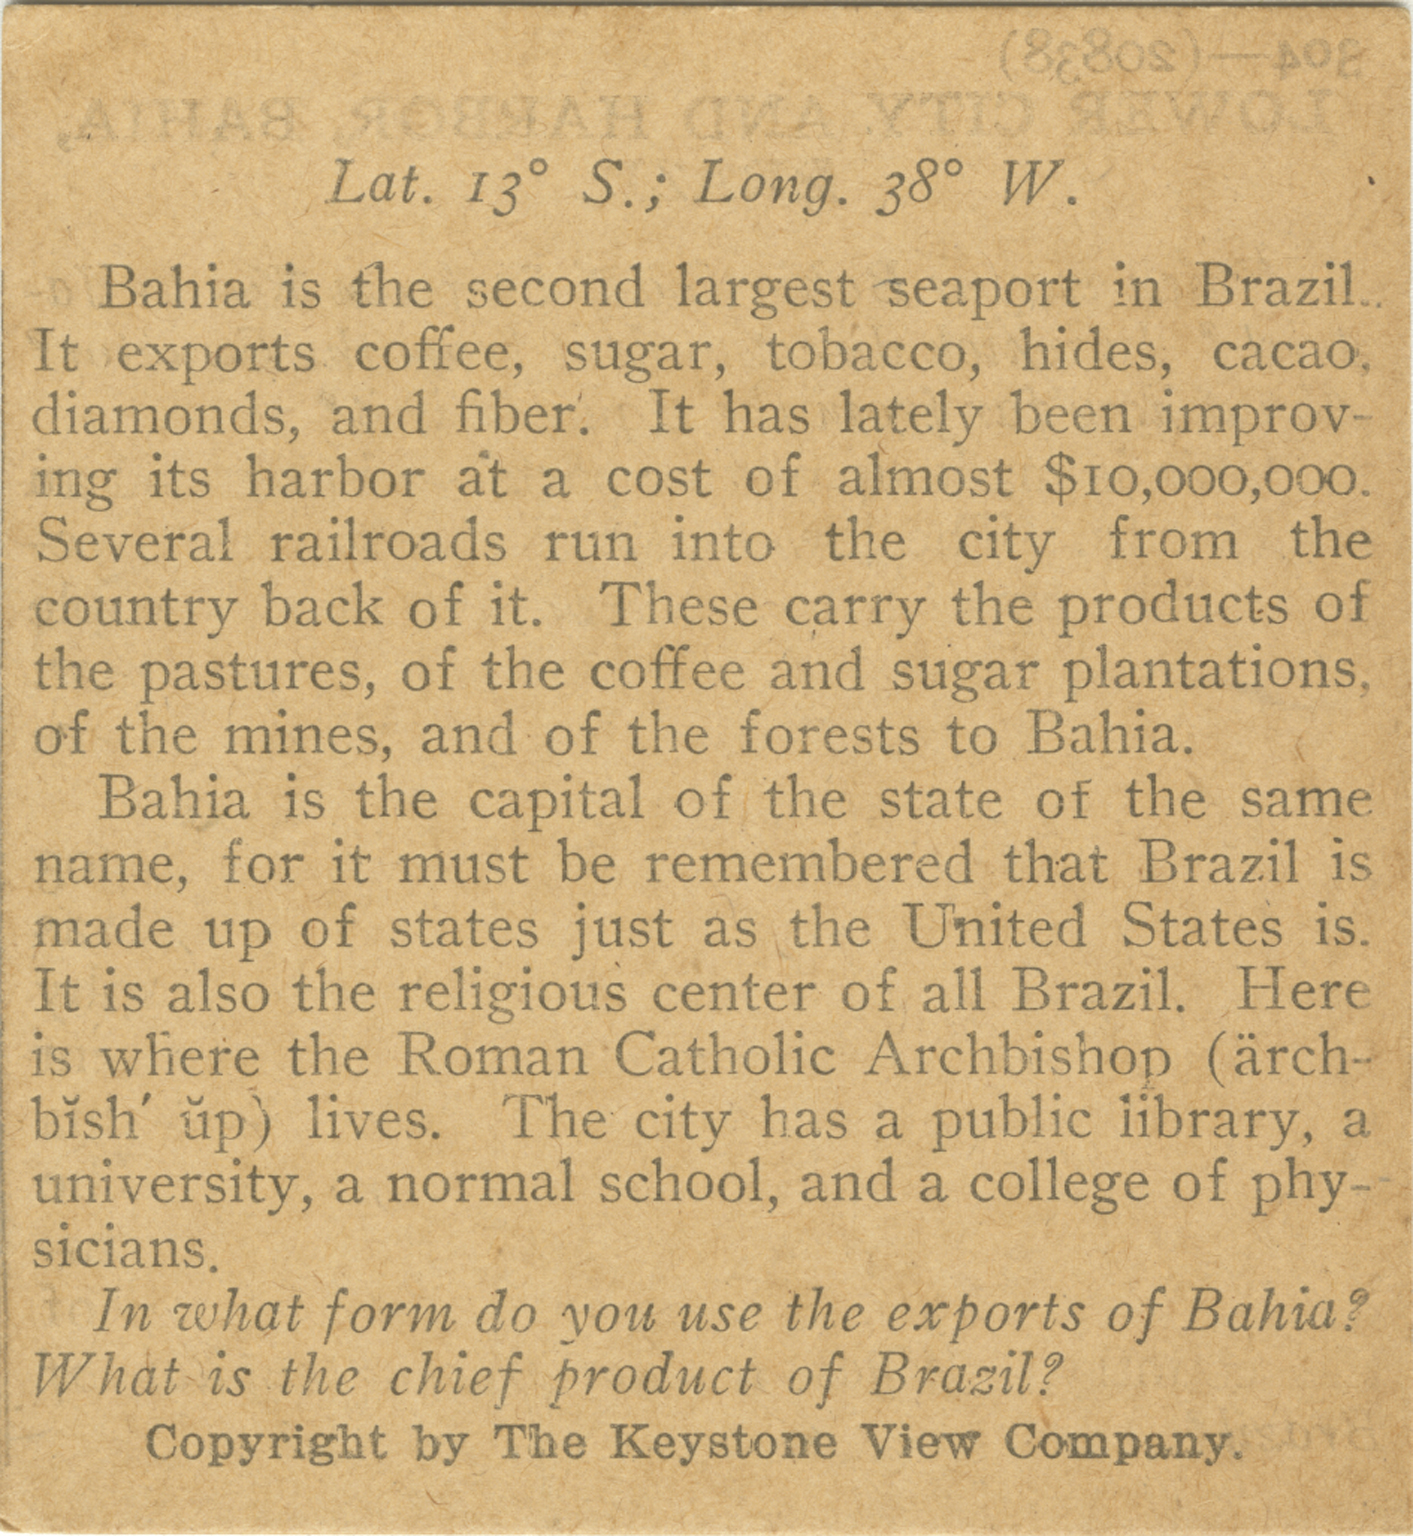 304—(20838)
LOWER CITY AND HARBOR, BAHIA,
Lat. 13° S.; Long. 38° W.
Bahia is the second largest seaport in Brazil.
It exports coffee, sugar, tobacco, hides, cacao,
diamonds, and fiber. It has lately been improv-
ing its harbor at a cost of almost $10,000,000.
Several railroads run into the city from the
country back of it. These carry the products of
the pastures, of the coffee and sugar plantations,
of the mines, and of the forests to Bahia.
Bahia is the capital of the state of the same
name, for it must be remembered that Brazil is
made up of states just as the United States is.
It is also the religious center of all Brazil. Here
is where the Roman Catholic Archbishop (ärch-
bĭsh′ ŭp) lives. The city has a public library, a
university, a normal school, and a college of phy-
sicians.
In what form do you use the exports of Bahia?
What is the chief product of Brazil?
Copyright by The Keystone View Company.